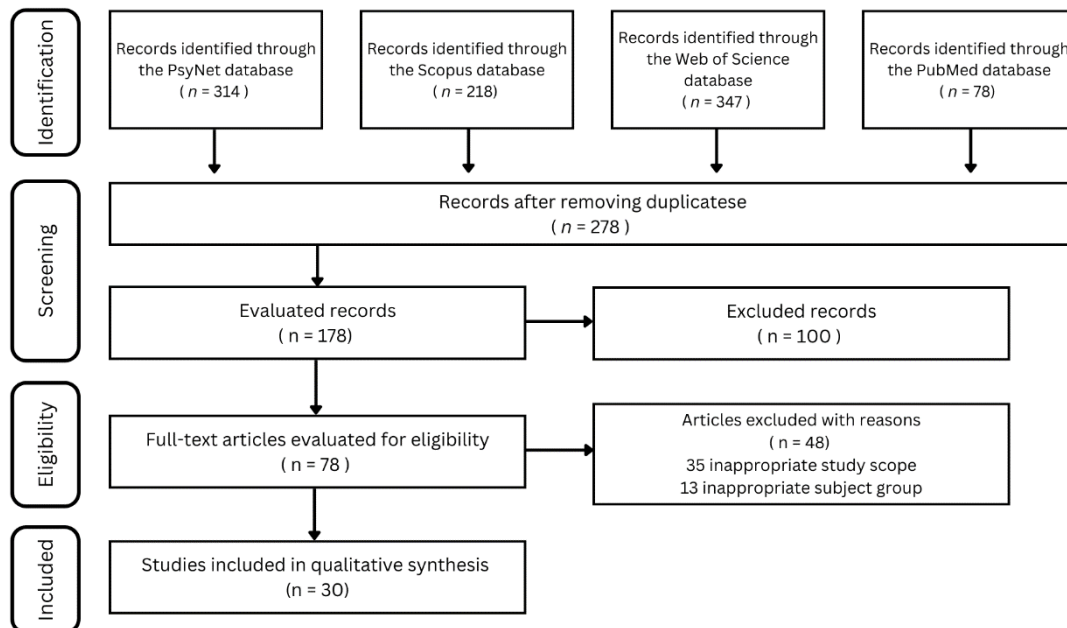 Identification
Records identified through
the PsyNet database
( n = 314 )
Records identified through
the Scopus database
( n = 218)
Records identified through
the Web of Science
database
( n = 347 )
Records identified through
the PubMed database
( n = 78)
Screening
Records after removing duplicatese
( n = 278 )
Evaluated records
( n = 178)
Excluded records
( n = 100 )
Eligibility
Full-text articles evaluated for eligibility
( n = 78 )
Articles excluded with reasons
( n = 48)
35 inappropriate study scope
13 inappropriate subject group
Included
Studies included in qualitative synthesis
(n = 30)